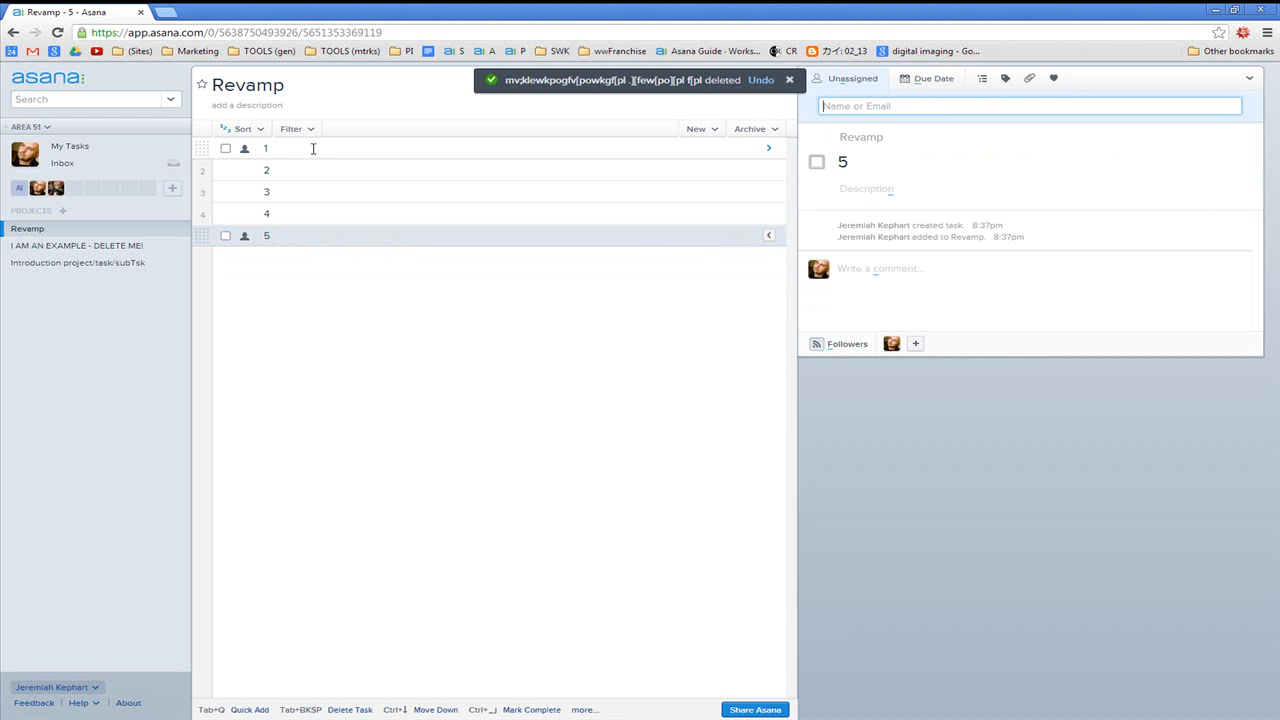 Revamp - 5 - Asana
https://app.asana.com/0/5638750493926/5651353369119
24
(Sites)
Marketing
TOOLS (gen)
TOOLS (mtrks)
PI
S
A
P
SWK
wwFranchise
Asana Guide - Works...
CR
カイ: 02_13
digital imaging - Go...
Other bookmarks
asana:
Search
AREA 51
My Tasks
Inbox
AI
PROJECTS +
Revamp
I AM AN EXAMPLE - DELETE ME!
Introduction project/task/subTsk
Jeremiah Kephart
Feedback Help About
Revamp
add a description
mv;klewkpogfv[powkgf[pl .][few[po][pl f[pl deleted Undo
Sort Filter New Archive
1
2 2
3 3
4 4
5
Tab+Q Quick Add Tab+BKSP Delete Task Ctrl+↓ Move Down Ctrl+↵ Mark Complete more...
Share Asana
Unassigned Due Date
Name or Email
Revamp
5
Description
Jeremiah Kephart created task. 8:37pm
Jeremiah Kephart added to Revamp. 8:37pm
Write a comment...
Followers +